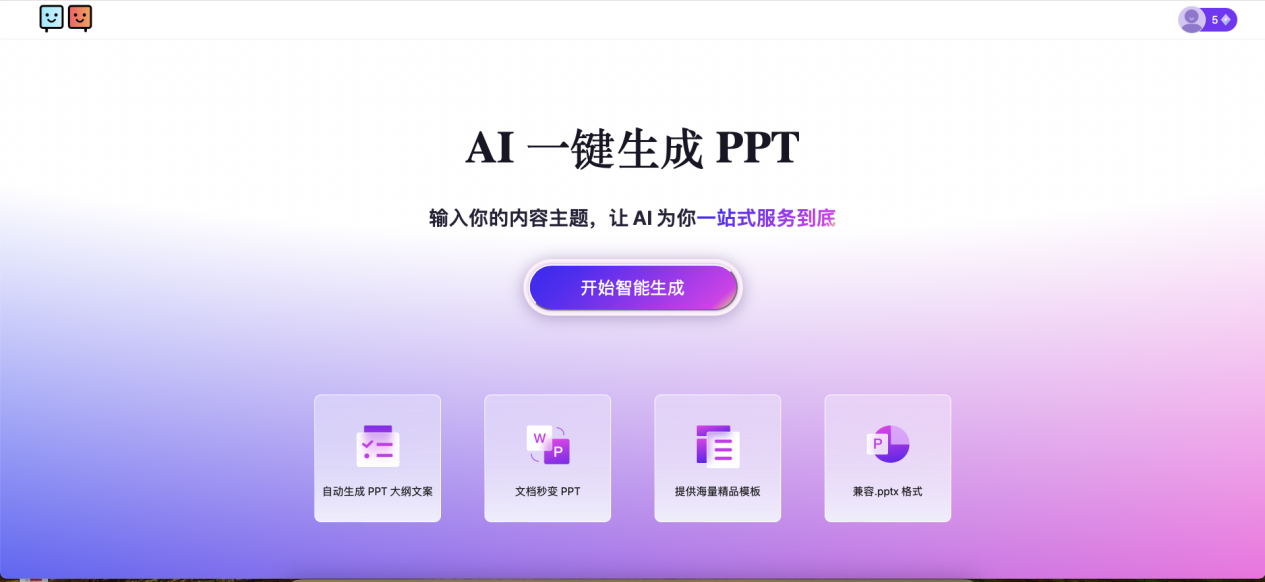 5
AI 一键生成 PPT
输入你的内容主题，让 AI 为你一站式服务到底
开始智能生成
W
P
P
自动生成 PPT 大纲文案
文档秒变 PPT
提供海量精品模板
兼容.pptx 格式